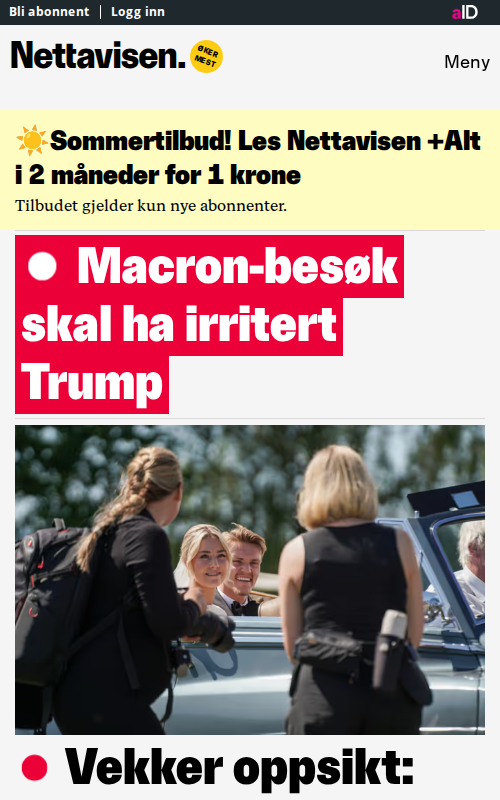 Bli abonnent | Logg inn
aID
Nettavisen.
ØKER
MEST
Meny
☀️Sommertilbud! Les Nettavisen +Alt
i 2 måneder for 1 krone
Tilbudet gjelder kun nye abonnenter.
Macron-besøk
skal ha irritert
Trump
Vekker oppsikt: